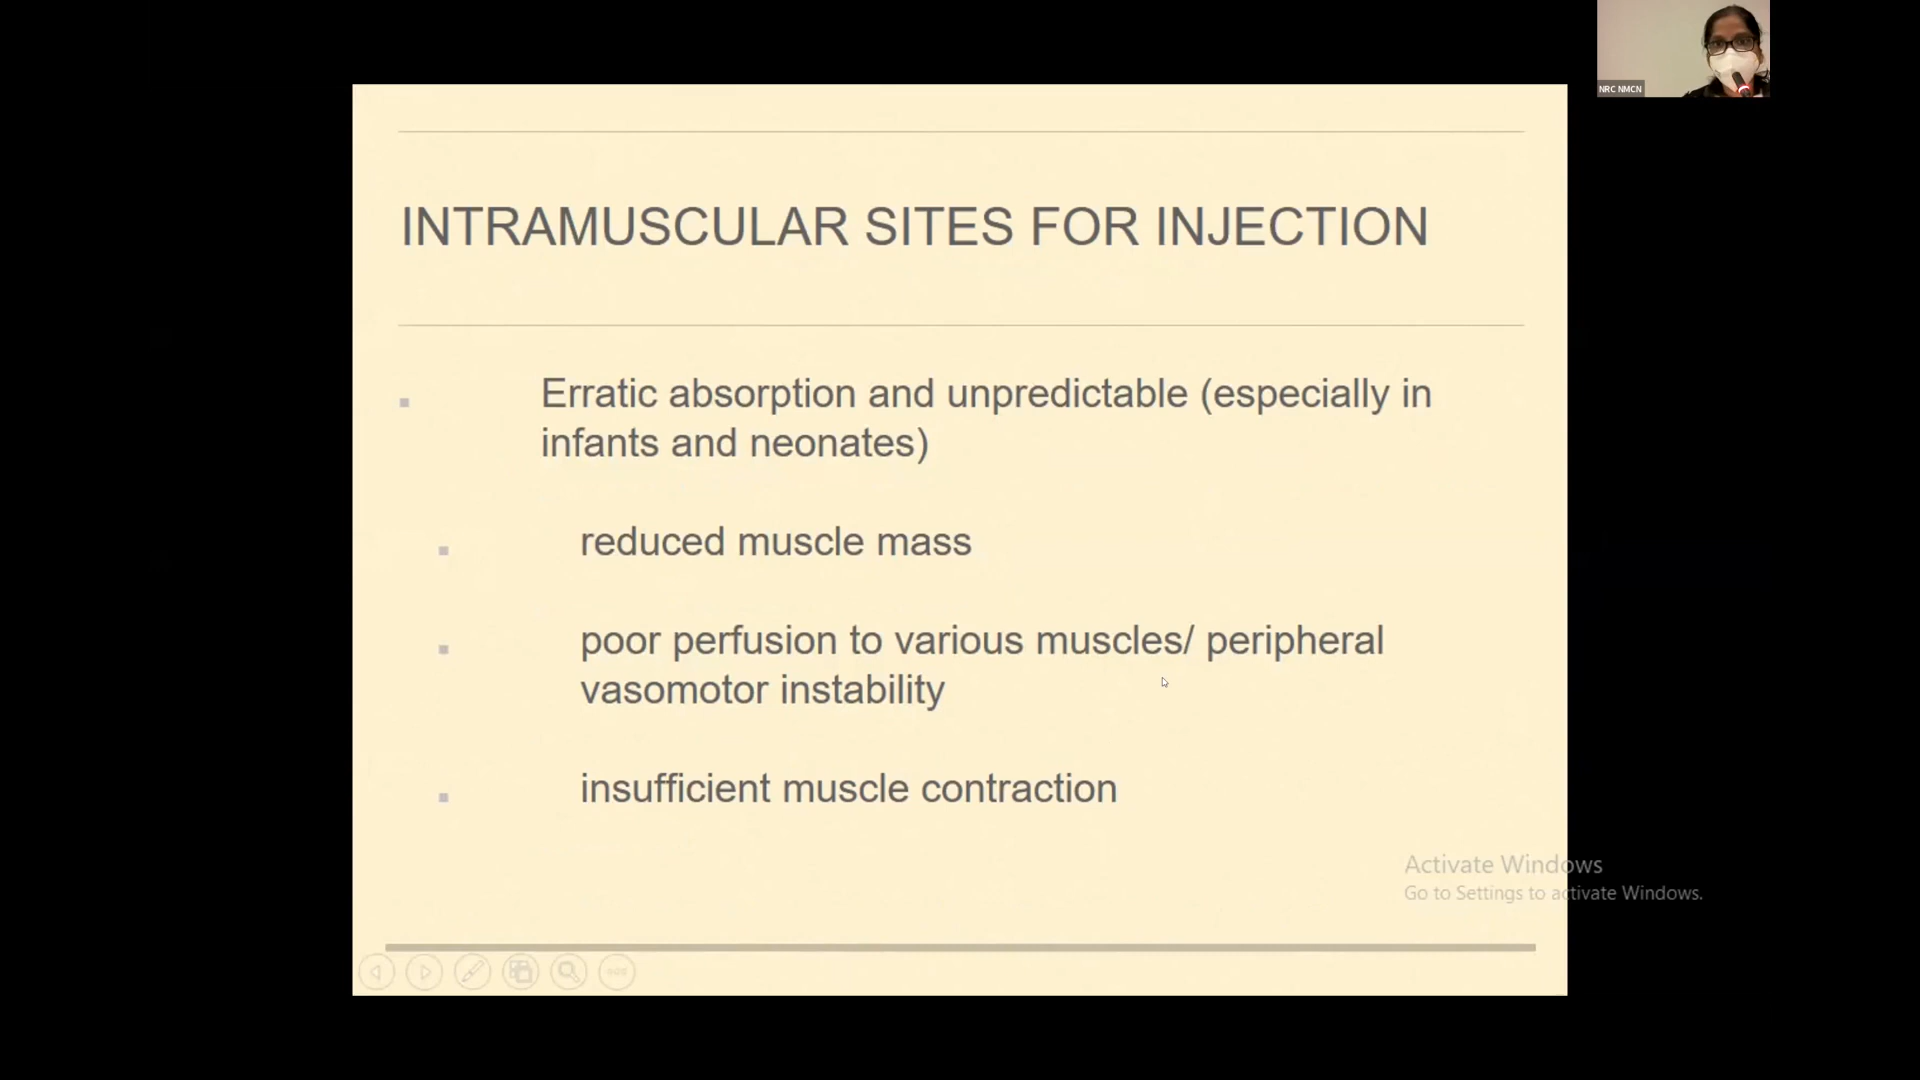 NRC NMCN
INTRAMUSCULAR SITES FOR INJECTION
Erratic absorption and unpredictable (especially in
infants and neonates)
reduced muscle mass
poor perfusion to various muscles/ peripheral
vasomotor instability
insufficient muscle contraction
Activate Windows
Go to Settings to activate Windows.